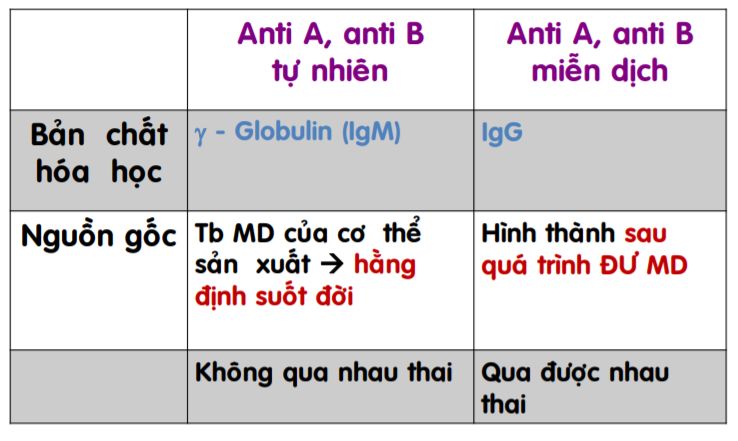 Anti A, anti B
tự nhiên
Anti A, anti B
miễn dịch
Bản chất
hóa học
γ - Globulin (IgM)
IgG
Nguồn gốc
Tb MD của cơ thể
sản xuất → hằng
định suốt đời
Hình thành sau
quá trình ĐƯ MD
Không qua nhau thai
Qua được nhau
thai